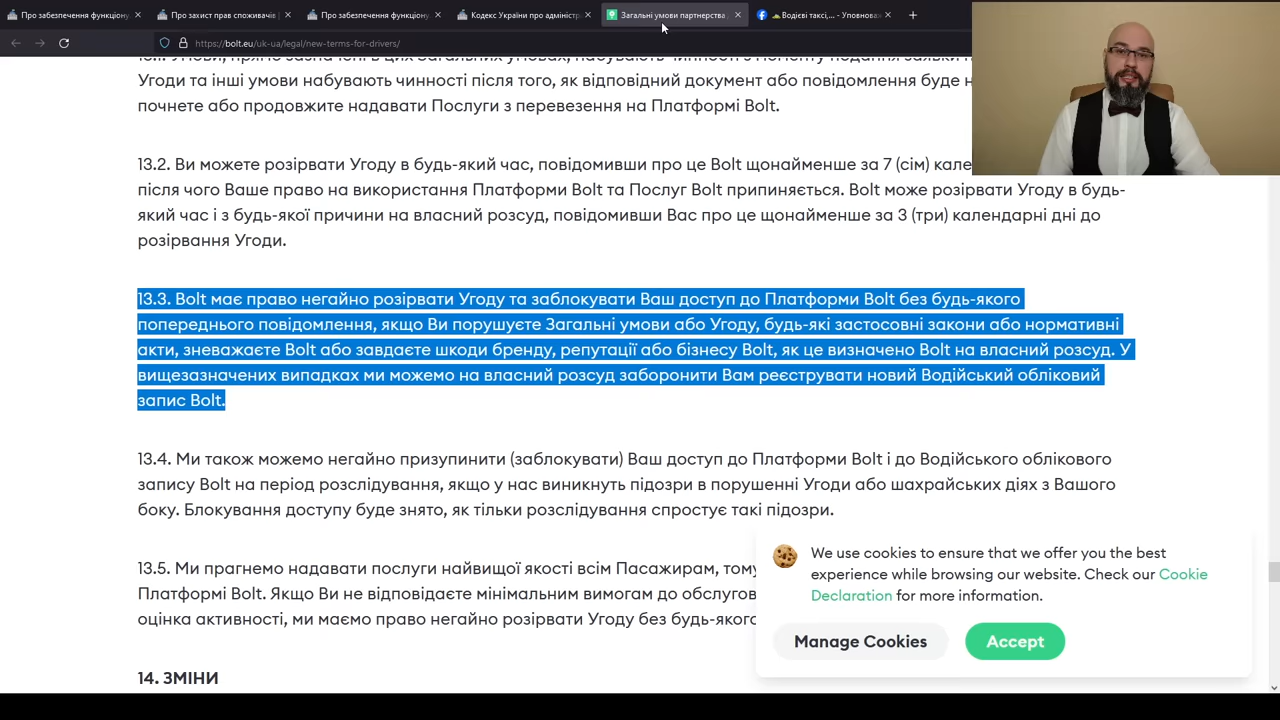 Про забезпечення функціону
Про захист прав споживачів |
Про забезпечення функціону
Кодекс України про адміністр
Загальні умови партнерства
Водієві таксі,... - Уповнова
https://bolt.eu/uk-ua/legal/new-terms-for-drivers/
Угоди та інші умови набувають чинності після того, як відповідний документ або повідомлення буде
почнете або продовжите надавати Послуги з перевезення на Платформі Bolt.
13.2. Ви можете розірвати Угоду в будь-який час, повідомивши про це Bolt щонайменше за 7 (сім)
після чого Ваше право на використання Платформи Bolt та Послуг Bolt припиняється. Bolt може розірвати Угоду в будь-
який час і з будь-якої причини на власний розсуд, повідомивши Вас про це щонайменше за 3 (три) календарні дні до
розірвання Угоди.
13.3. Bolt має право негайно розірвати Угоду та заблокувати Ваш доступ до Платформи Bolt без будь-якого
попереднього повідомлення, якщо Ви порушуєте Загальні умови або Угоду, будь-які застосовні закони або нормативні
акти, зневажаєте Bolt або завдаєте шкоди бренду, репутації або бізнесу Bolt, як це визначено Bolt на власний розсуд. У
вищезазначених випадках ми можемо на власний розсуд заборонити Вам реєструвати новий Водійський обліковий
запис Bolt.
13.4. Ми також можемо негайно призупинити (заблокувати) Ваш доступ до Платформи Bolt і до Водійського облікового
запису Bolt на період розслідування, якщо у нас виникнуть підозри в порушенні Угоди або шахрайських діях з Вашого
боку. Блокування доступу буде знято, як тільки розслідування спростує такі підозри.
13.5. Ми прагнемо надавати послуги найвищої якості всім Пасажирам, тому
Платформі Bolt. Якщо Ви не відповідаєте мінімальним вимогам до обслугов
оцінка активності, ми маємо право негайно розірвати Угоду без будь-якого
14. ЗМІНИ
We use cookies to ensure that we offer you the best
experience while browsing our website. Check our Cookie
Declaration for more information.
Manage Cookies
Accept